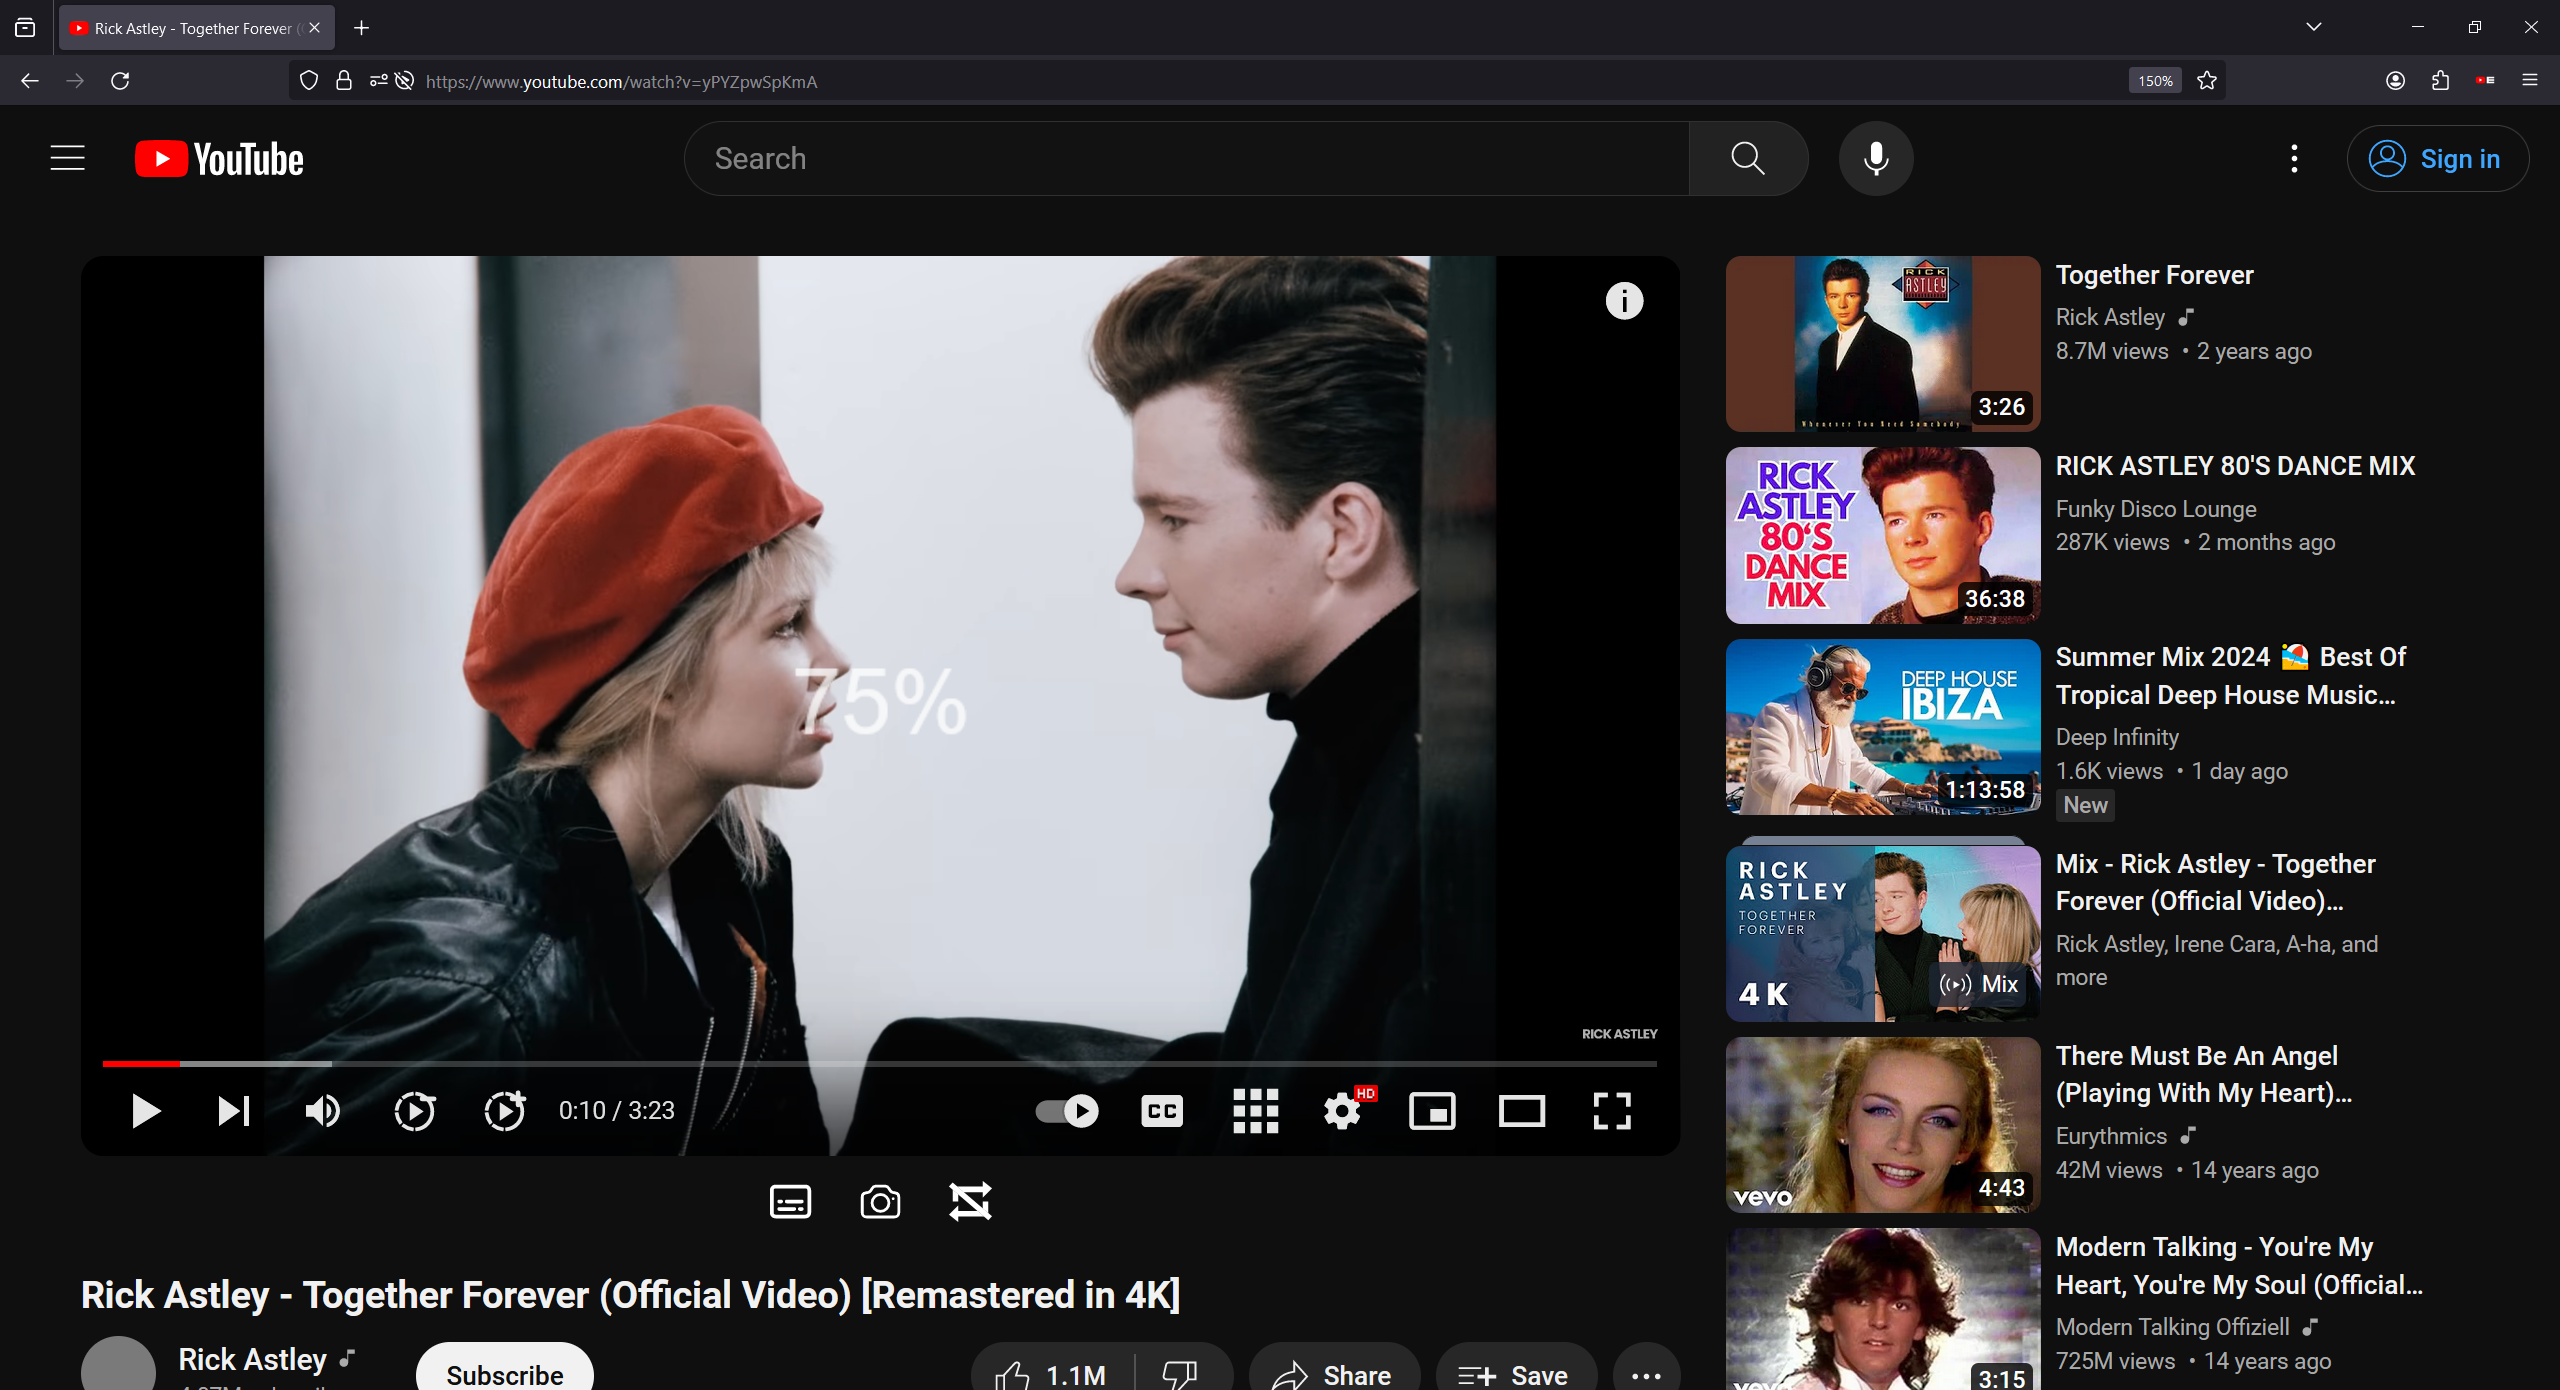 Rick Astley - Together Forever (
https://www.youtube.com/watch?v=yPYZpwSpKmA
150%
YouTube
Search
Sign in
75%
RICK ASTLEY
0:10 / 3:23
CC
HD
Rick Astley - Together Forever (Official Video) [Remastered in 4K]
Rick Astley
Subscribe
1.1M
Share
Save
RICK
ASTLEY
Whenever You Need Somebody
3:26
Together Forever
Rick Astley
8.7M views • 2 years ago
RICK
ASTLEY
80'S
DANCE
MIX
36:38
RICK ASTLEY 80'S DANCE MIX
Funky Disco Lounge
287K views • 2 months ago
DEEP HOUSE
IBIZA
1:13:58
Summer Mix 2024 🏖️ Best Of
Tropical Deep House Music...
Deep Infinity
1.6K views • 1 day ago
New
RICK
ASTLEY
TOGETHER
FOREVER
4K
Mix
Mix - Rick Astley - Together
Forever (Official Video)...
Rick Astley, Irene Cara, A-ha, and
more
vevo
4:43
There Must Be An Angel
(Playing With My Heart)...
Eurythmics
42M views • 14 years ago
vevo
3:15
Modern Talking - You're My
Heart, You're My Soul (Official...
Modern Talking Offiziell
725M views • 14 years ago